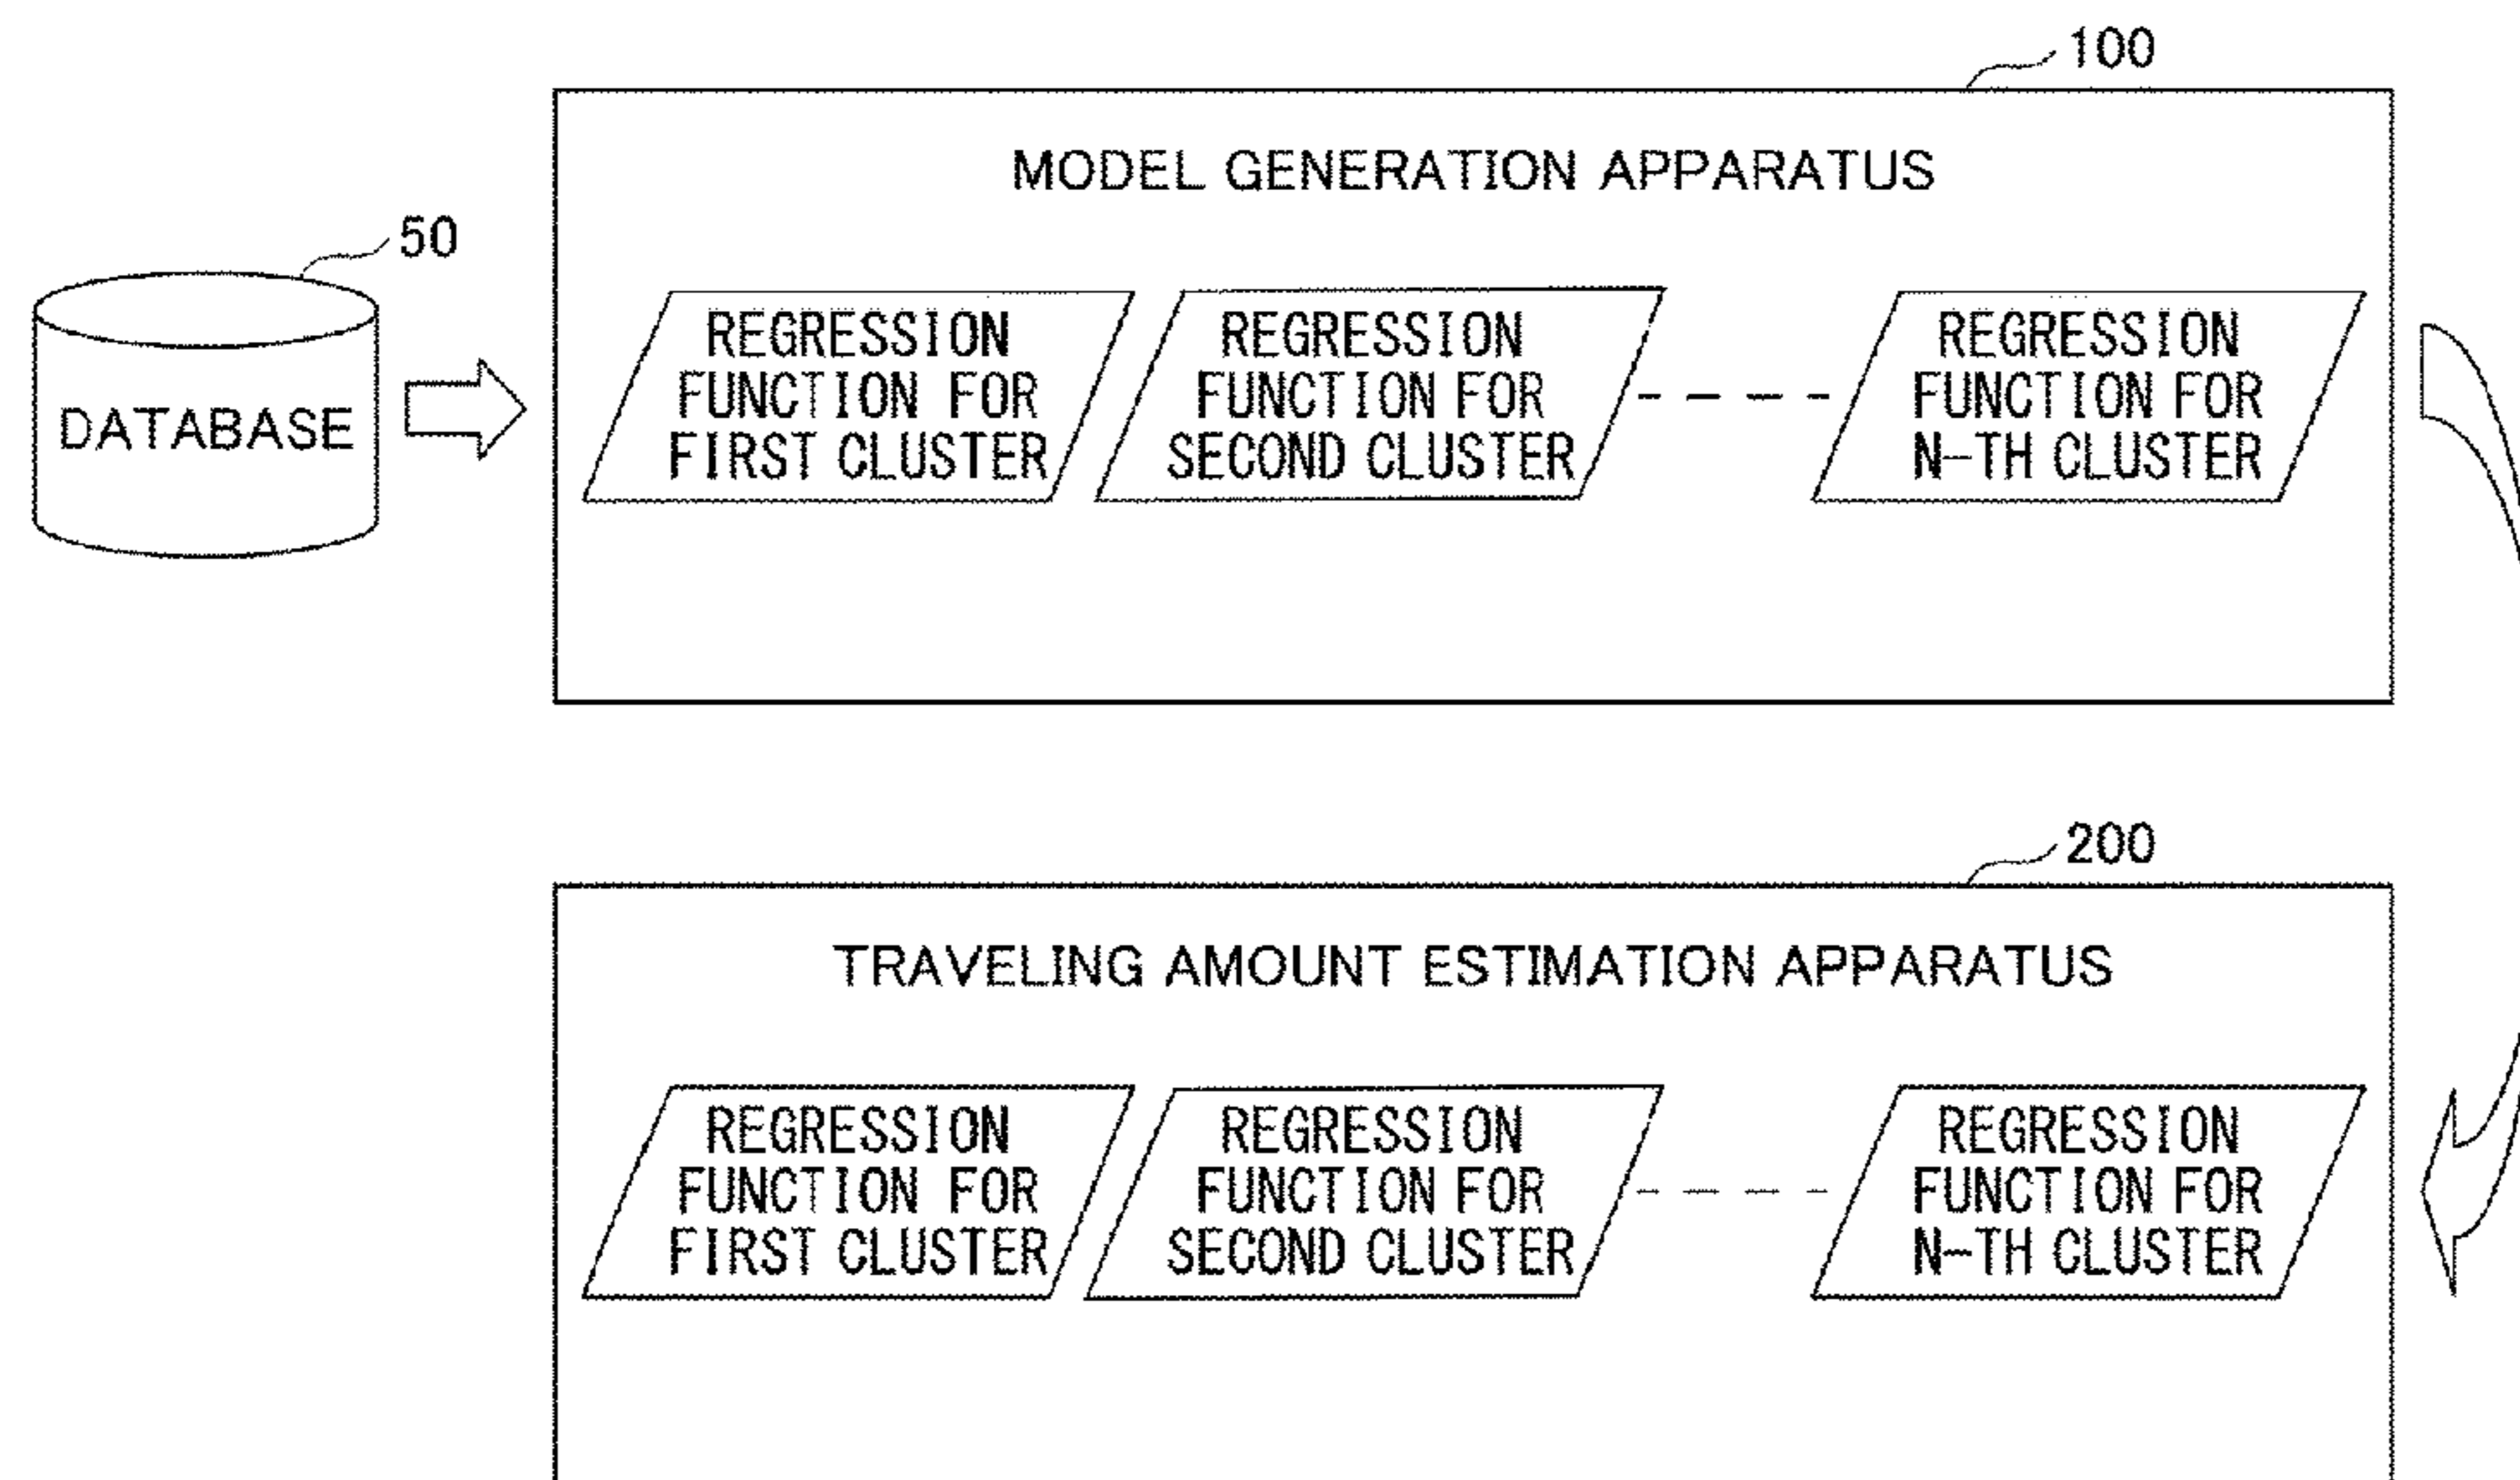 100
MODEL GENERATION APPARATUS
50
DATABASE
REGRESSION
FUNCTION FOR
FIRST CLUSTER
REGRESSION
FUNCTION FOR
SECOND CLUSTER
REGRESSION
FUNCTION FOR
N-TH CLUSTER
200
TRAVELING AMOUNT ESTIMATION APPARATUS
REGRESSION
FUNCTION FOR
FIRST CLUSTER
REGRESSION
FUNCTION FOR
SECOND CLUSTER
REGRESSION
FUNCTION FOR
N-TH CLUSTER